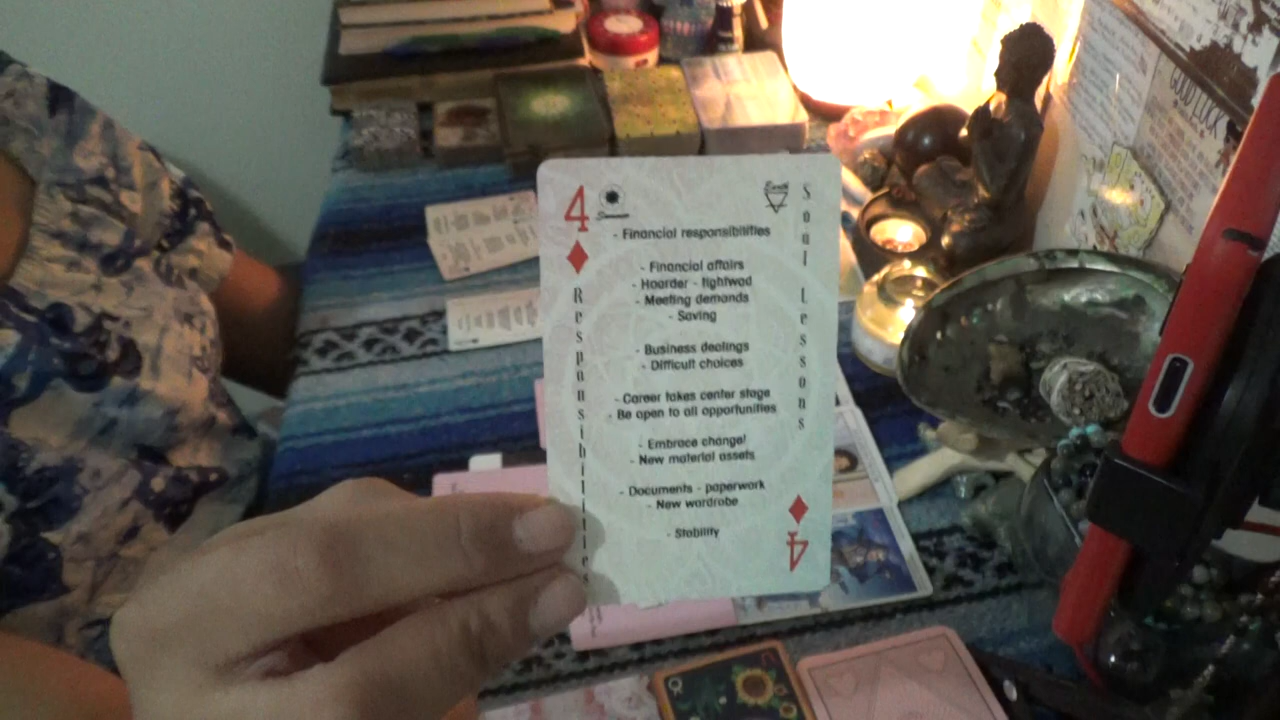 4
Earth
- Financial responsibilities
- Financial affairs
- Hoarder - tightwad
- Meeting demands
- Saving
- Business dealings
- Difficult choices
- Career takes center stage
- Be open to all opportunities
- Embrace change!
- New material assets
- Documents - paperwork
- New wardrobe
- Stability
Responsibilities
Soul Lessons
4
GOOD LUCK
Q